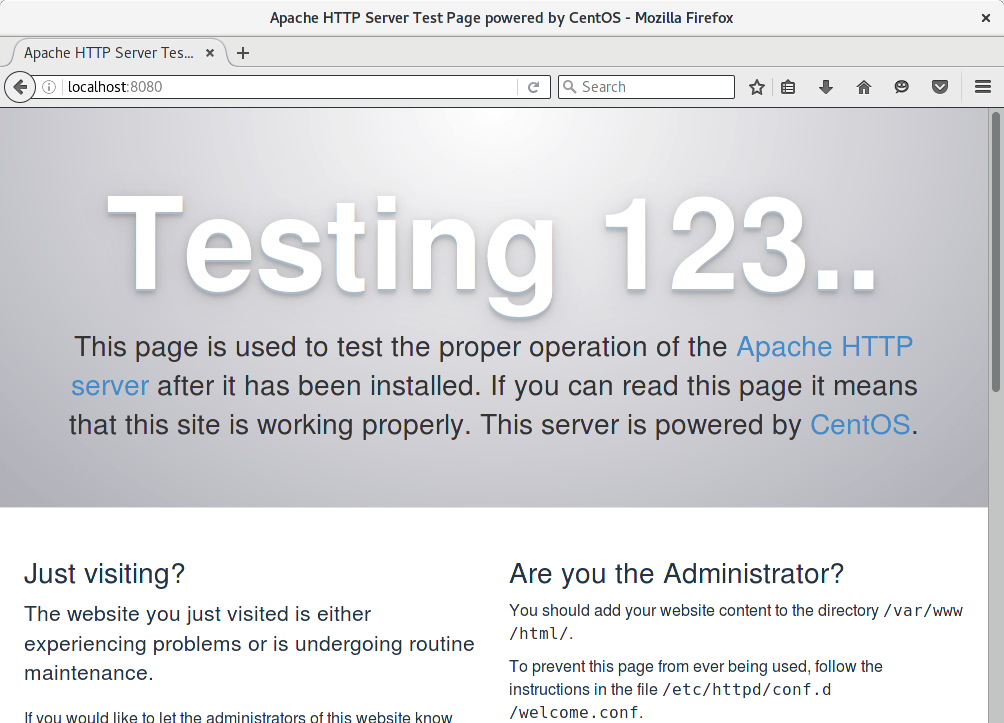 Apache HTTP Server Test Page powered by CentOS - Mozilla Firefox
Apache HTTP Server Tes...
localhost:8080
Search
Testing 123..
This page is used to test the proper operation of the Apache HTTP
server after it has been installed. If you can read this page it means
that this site is working properly. This server is powered by CentOS.
Just visiting?
The website you just visited is either
experiencing problems or is undergoing routine
maintenance.
If you would like to let the administrators of this website know
Are you the Administrator?
You should add your website content to the directory /var/www
/html/.
To prevent this page from ever being used, follow the
instructions in the file /etc/httpd/conf.d
/welcome.conf.